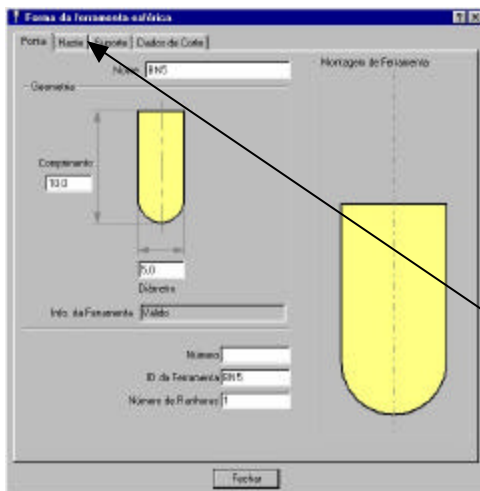 Forma da ferramenta esférica
Ponta Haste Suporte Dados de Corte
Nome BN5
Montagem de Ferramenta
Geometria
Comprimento
10,0
5,0
Diâmetro
Info. da Ferramenta Válido
Número
ID da Ferramenta BN5
Número de Ranhuras 1
Fechar